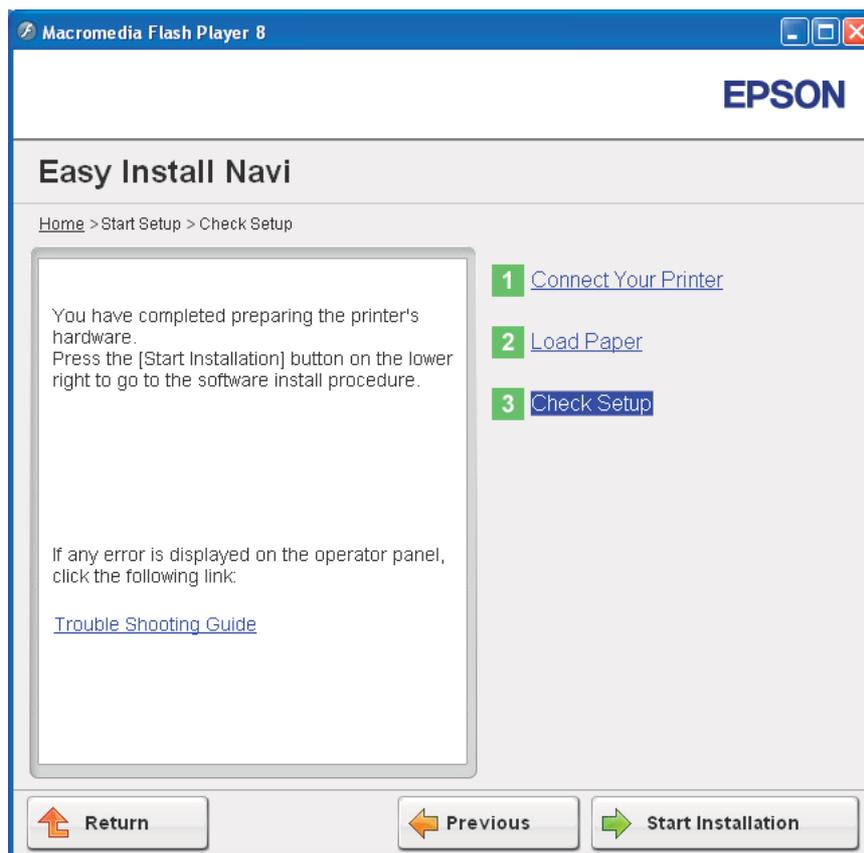 Macromedia Flash Player 8
EPSON
Easy Install Navi
Home > Start Setup > Check Setup
You have completed preparing the printer's
hardware.
Press the [Start Installation] button on the lower
right to go to the software install procedure.
If any error is displayed on the operator panel,
click the following link:
Trouble Shooting Guide
1 Connect Your Printer
2 Load Paper
3 Check Setup
Return
Previous
Start Installation